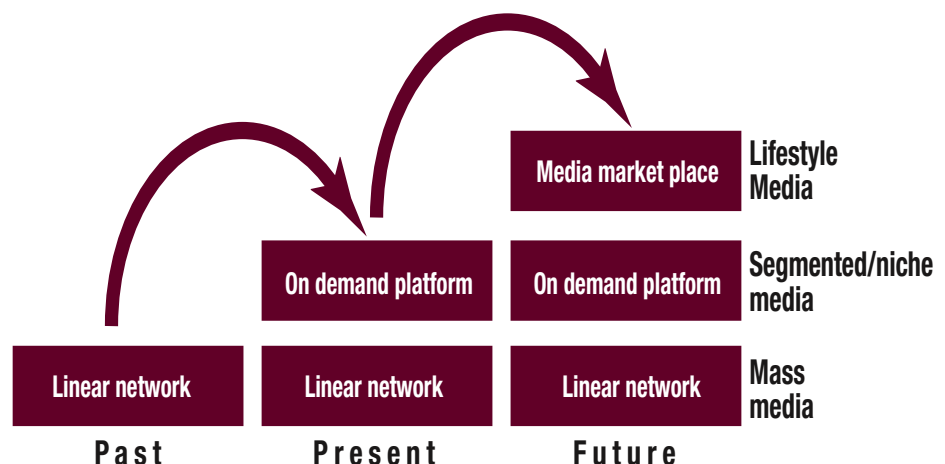 Media market place
Lifestyle
Media
On demand platform
On demand platform
Segmented/niche
media
Linear network
Linear network
Linear network
Mass
media
Past
Present
Future